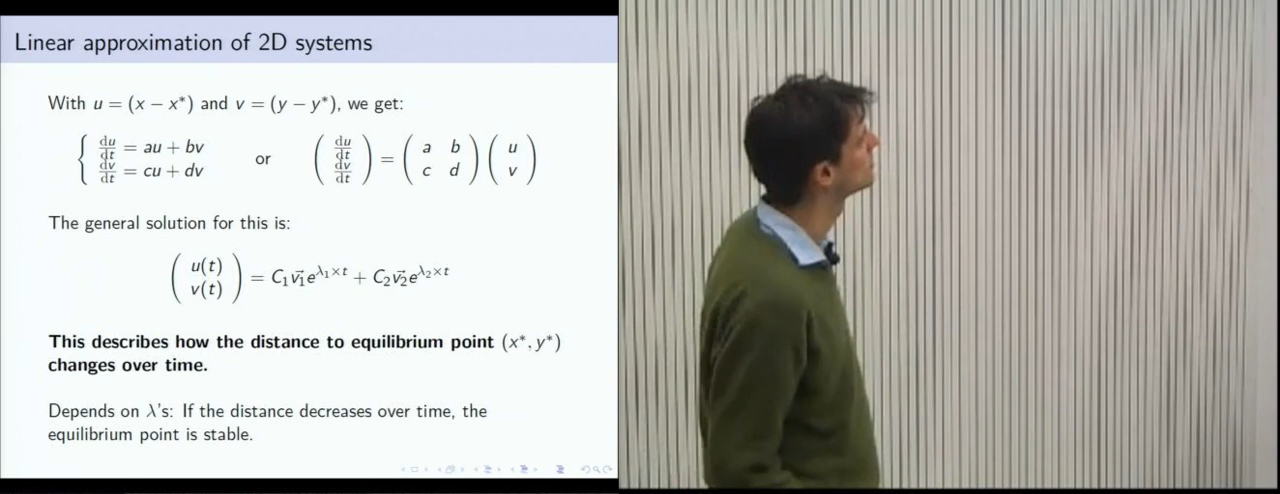 Linear approximation of 2D systems
With u = (x − x*) and v = (y − y*), we get:
{ du/dt = au + bv
dv/dt = cu + dv
or
( du/dt
dv/dt ) = ( a b
c d ) ( u
v )
The general solution for this is:
( u(t)
v(t) ) = C₁v⃗₁e^{λ₁×t} + C₂v⃗₂e^{λ₂×t}
This describes how the distance to equilibrium point (x*, y*)
changes over time.
Depends on λ's: If the distance decreases over time, the
equilibrium point is stable.